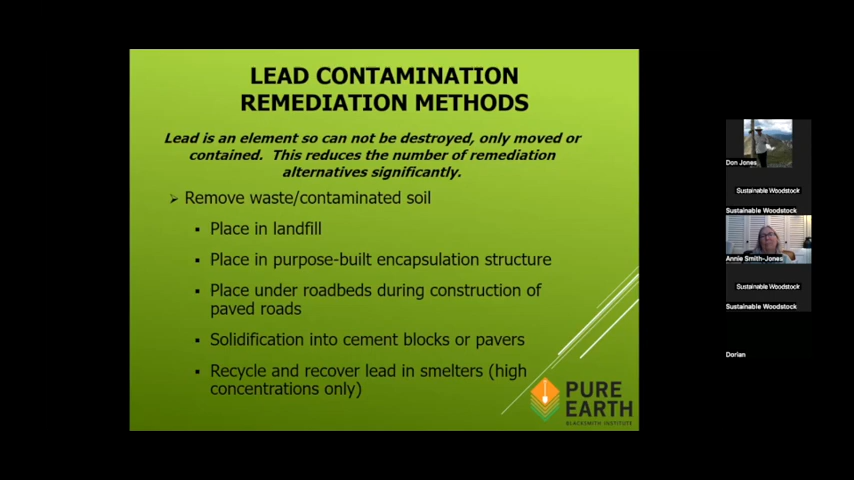 LEAD CONTAMINATION
REMEDIATION METHODS
Lead is an element so can not be destroyed, only moved or
contained. This reduces the number of remediation
alternatives significantly.
Remove waste/contaminated soil
Place in landfill
Place in purpose-built encapsulation structure
Place under roadbeds during construction of
paved roads
Solidification into cement blocks or pavers
Recycle and recover lead in smelters (high
concentrations only)
PURE
EARTH
BLACKSMITH INSTITUTE
Don Jones
Sustainable Woodstock
Sustainable Woodstock
Annie Smith-Jones
Sustainable Woodstock
Sustainable Woodstock
Dorian